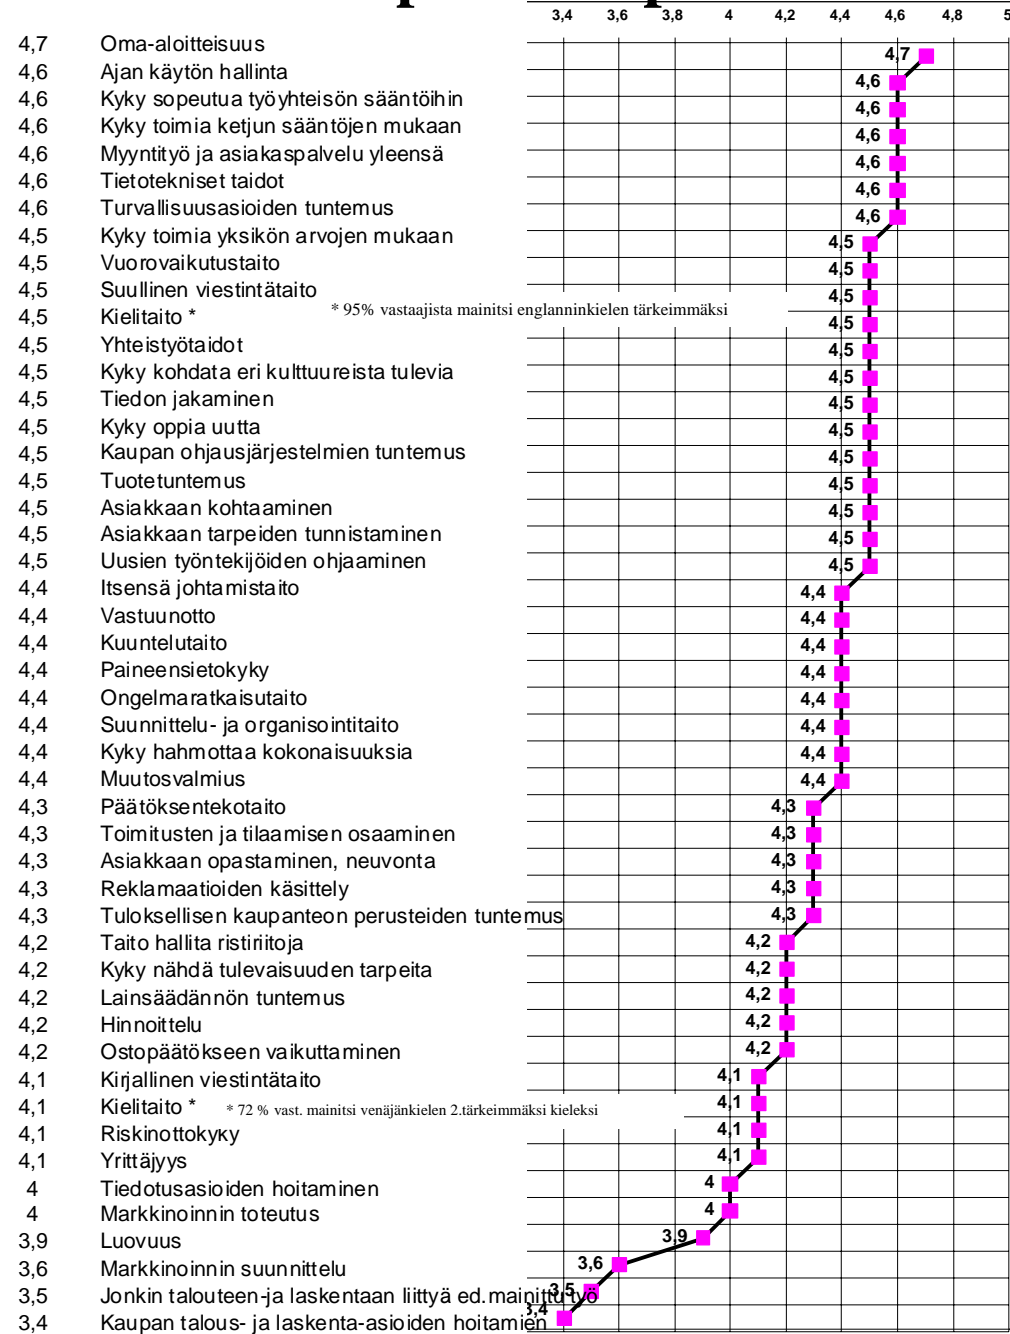 3,4 3,6 3,8 4 4,2 4,4 4,6 4,8 5
4,7 Oma-aloitteisuus 4,7
4,6 Ajan käytön hallinta 4,6
4,6 Kyky sopeutua työyhteisön sääntöihin 4,6
4,6 Kyky toimia ketjun sääntöjen mukaan 4,6
4,6 Myyntityö ja asiakaspalvelu yleensä 4,6
4,6 Tietotekniset taidot 4,6
4,6 Turvallisuusasioiden tuntemus 4,6
4,5 Kyky toimia yksikön arvojen mukaan 4,5
4,5 Vuorovaikutustaito 4,5
4,5 Suullinen viestintätaito 4,5
4,5 Kielitaito * * 95% vastaajista mainitsi englanninkielen tärkeimmäksi 4,5
4,5 Yhteistyötaidot 4,5
4,5 Kyky kohdata eri kulttuureista tulevia 4,5
4,5 Tiedon jakaminen 4,5
4,5 Kyky oppia uutta 4,5
4,5 Kaupan ohjausjärjestelmien tuntemus 4,5
4,5 Tuotetuntemus 4,5
4,5 Asiakkaan kohtaaminen 4,5
4,5 Asiakkaan tarpeiden tunnistaminen 4,5
4,5 Uusien työntekijöiden ohjaaminen 4,5
4,4 Itsensä johtamistaito 4,4
4,4 Vastuunotto 4,4
4,4 Kuuntelutaito 4,4
4,4 Paineensietokyky 4,4
4,4 Ongelmaratkaisutaito 4,4
4,4 Suunnittelu- ja organisointitaito 4,4
4,4 Kyky hahmottaa kokonaisuuksia 4,4
4,4 Muutosvalmius 4,4
4,3 Päätöksentekotaito 4,3
4,3 Toimitusten ja tilaamisen osaaminen 4,3
4,3 Asiakkaan opastaminen, neuvonta 4,3
4,3 Reklamaatioiden käsittely 4,3
4,3 Tuloksellisen kaupanteon perusteiden tuntemus 4,3
4,2 Taito hallita ristiriitoja 4,2
4,2 Kyky nähdä tulevaisuuden tarpeita 4,2
4,2 Lainsäädännön tuntemus 4,2
4,2 Hinnoittelu 4,2
4,2 Ostopäätökseen vaikuttaminen 4,2
4,1 Kirjallinen viestintätaito 4,1
4,1 Kielitaito * * 72 % vast. mainitsi venäjänkielen 2.tärkeimmäksi kieleksi 4,1
4,1 Riskinottokyky 4,1
4,1 Yrittäjyys 4,1
4 Tiedotusasioiden hoitaminen 4
4 Markkinoinnin toteutus 4
3,9 Luovuus 3,9
3,6 Markkinoinnin suunnittelu 3,6
3,5 Jonkin talouteen-ja laskentaan liittyä ed.mainittu työ 3,5
3,4 Kaupan talous- ja laskenta-asioiden hoitamien 3,4